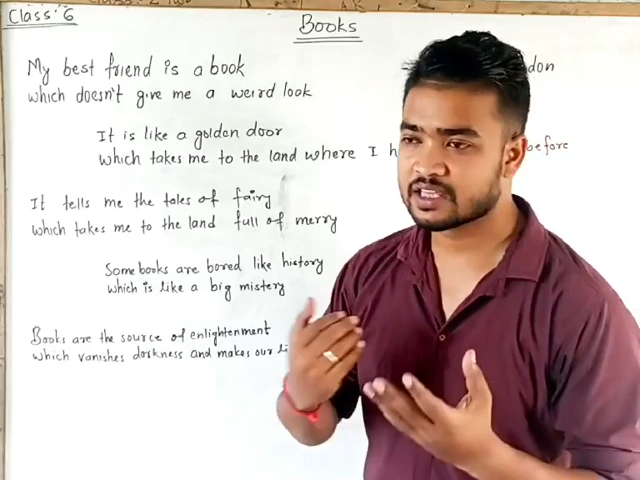 Class: 6
Books
My best friend is a book
which doesn't give me a weird look
It is like a golden door
which takes me to the land where I h before
It tells me the tales of fairy
which takes me to the land full of merry
Some books are bored like history
which is like a big mistery
Books are the source of enlightenment
which vanishes darkness and makes our li
don